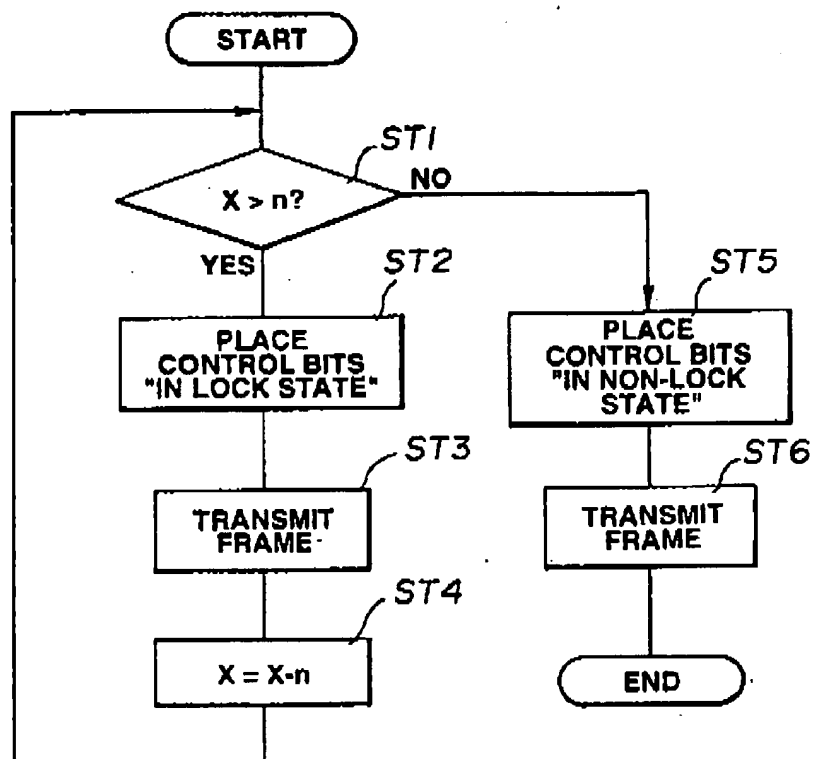 START
ST1
X > n?
NO
YES
ST2
PLACE
CONTROL BITS
"IN LOCK STATE"
ST3
TRANSMIT
FRAME
ST4
X = X-n
ST5
PLACE
CONTROL BITS
"IN NON-LOCK
STATE"
ST6
TRANSMIT
FRAME
END